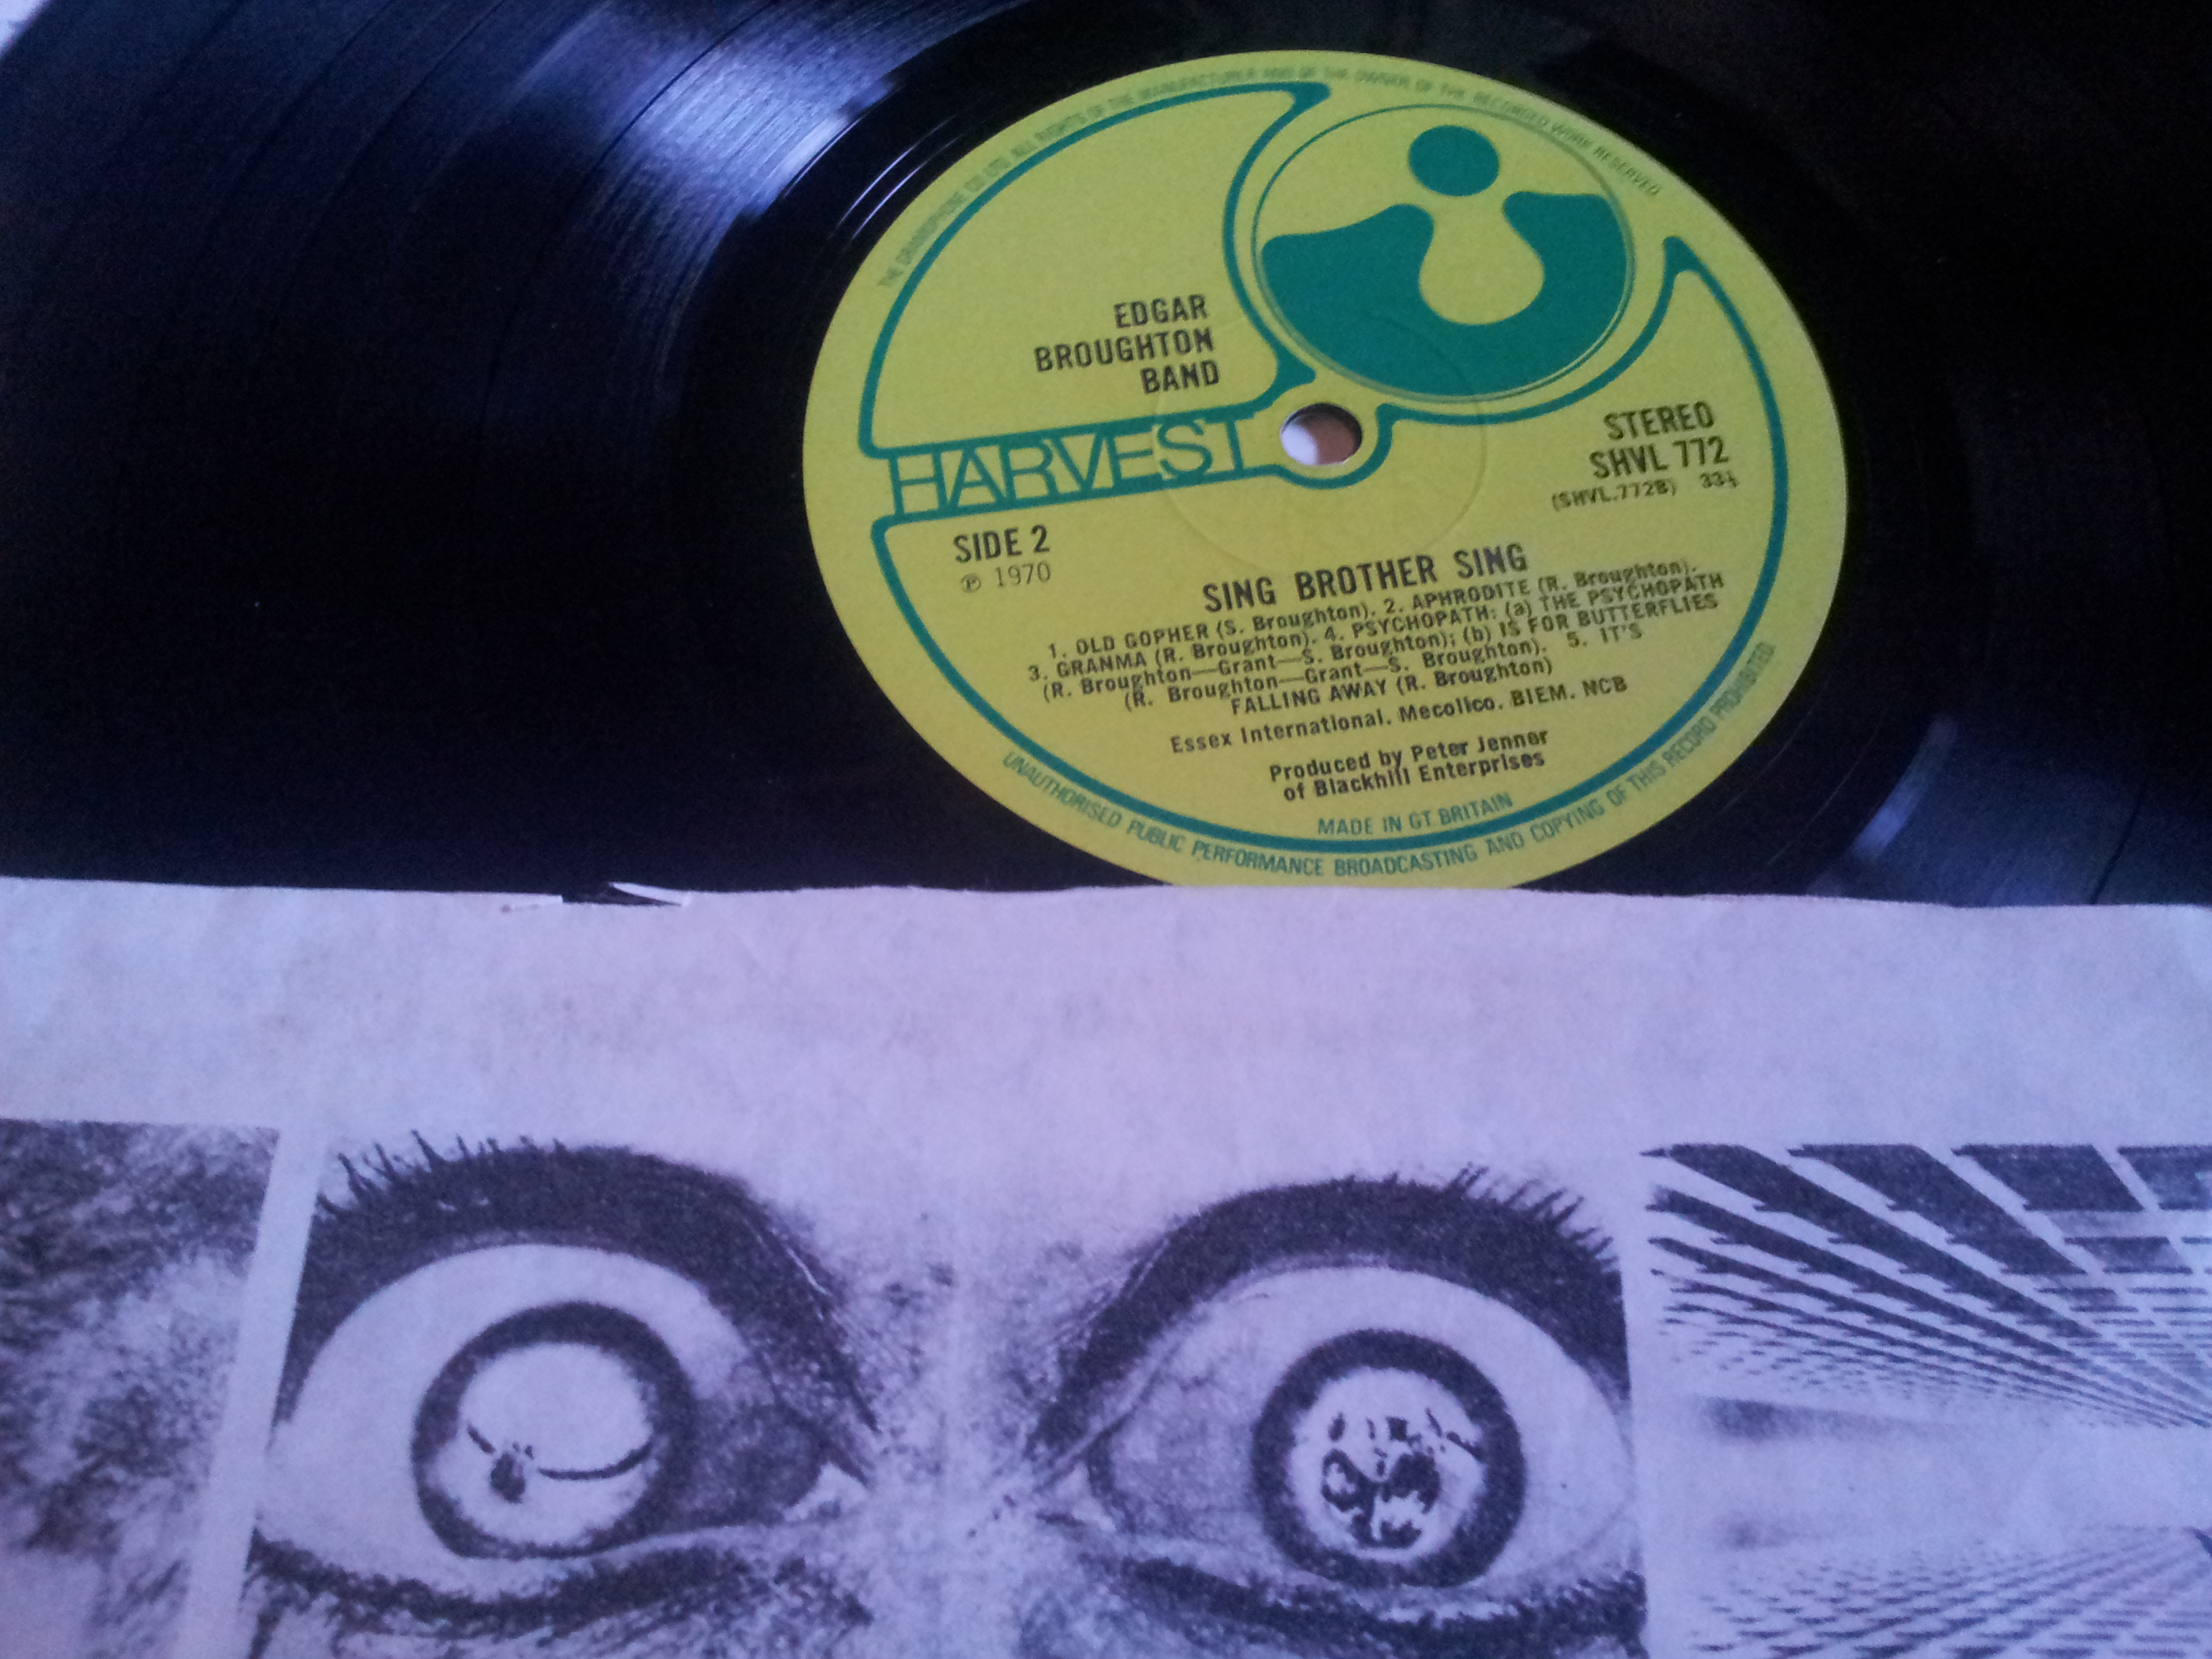 THE GRAMOPHONE CO. LTD. ALL RIGHTS OF THE MANUFACTURER AND OF THE OWNER OF THE RECORDED WORK RESERVED
EDGAR
BROUGHTON
BAND
HARVEST
STEREO
SHVL 772
(SHVL.772B) 33⅓
SIDE 2
℗ 1970
SING BROTHER SING
1. OLD GOPHER (S. Broughton). 2. APHRODITE (R. Broughton).
3. GRANMA (R. Broughton). 4. PSYCHOPATH: (a) THE PSYCHOPATH
(R. Broughton—Grant—S. Broughton); (b) IS FOR BUTTERFLIES
(R. Broughton—Grant—S. Broughton). 5. IT'S
FALLING AWAY (R. Broughton)
Essex International. Mecolico. BIEM. NCB
Produced by Peter Jenner
of Blackhill Enterprises
MADE IN GT. BRITAIN
UNAUTHORISED PUBLIC PERFORMANCE BROADCASTING AND COPYING OF THIS RECORD PROHIBITED